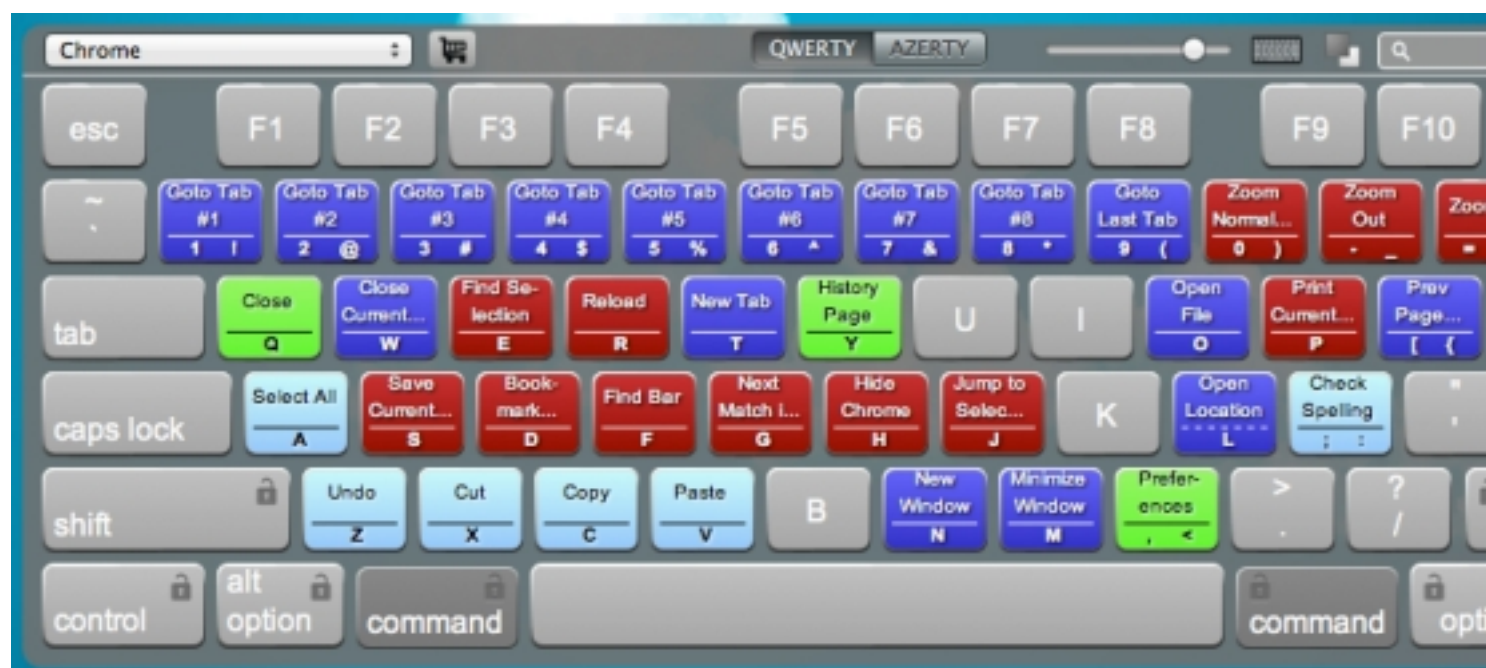 Chrome
QWERTY AZERTY
esc F1 F2 F3 F4 F5 F6 F7 F8 F9 F10
~ Goto Tab Goto Tab Goto Tab Goto Tab Goto Tab Goto Tab Goto Tab Goto Tab Goto Zoom Zoom
` #1 #2 #3 #4 #5 #6 #7 #8 Last Tab Normal... Out Zoo
1 ! 2 @ 3 # 4 $ 5 % 6 ^ 7 & 8 * 9 ( 0 ) - _ =
Close Find Se- History Open Print Prev
Close Current... lection Reload New Tab Page U I File Current... Page...
tab Q W E R T Y O P [ {
Save Book- Next Hide Jump to Open Check "
Select All Current... mark... Find Bar Match i... Chrome Selec... K Location Spelling '
caps lock A S D F G H J L ; :
New Minimize Prefer- > ?
shift Undo Cut Copy Paste B Window Window ences . /
Z X C V N M , <
alt
control option command command opti